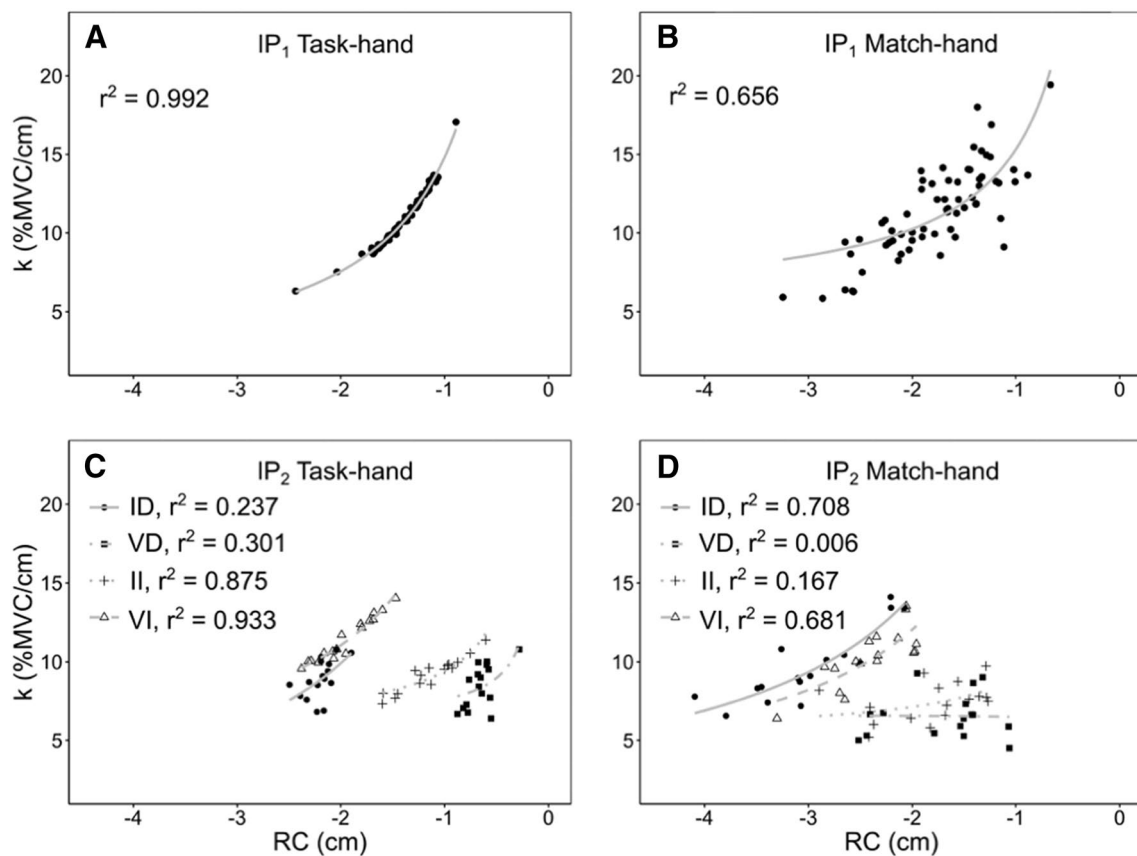 A
IP₁ Task-hand
r² = 0.992
k (%MVC/cm)
20
15
10
5
-4 -3 -2 -1 0
B
IP₁ Match-hand
r² = 0.656
20
15
10
5
-4 -3 -2 -1 0
C
IP₂ Task-hand
ID, r² = 0.237
VD, r² = 0.301
II, r² = 0.875
VI, r² = 0.933
k (%MVC/cm)
20
15
10
5
-4 -3 -2 -1 0
RC (cm)
D
IP₂ Match-hand
ID, r² = 0.708
VD, r² = 0.006
II, r² = 0.167
VI, r² = 0.681
20
15
10
5
-4 -3 -2 -1 0
RC (cm)